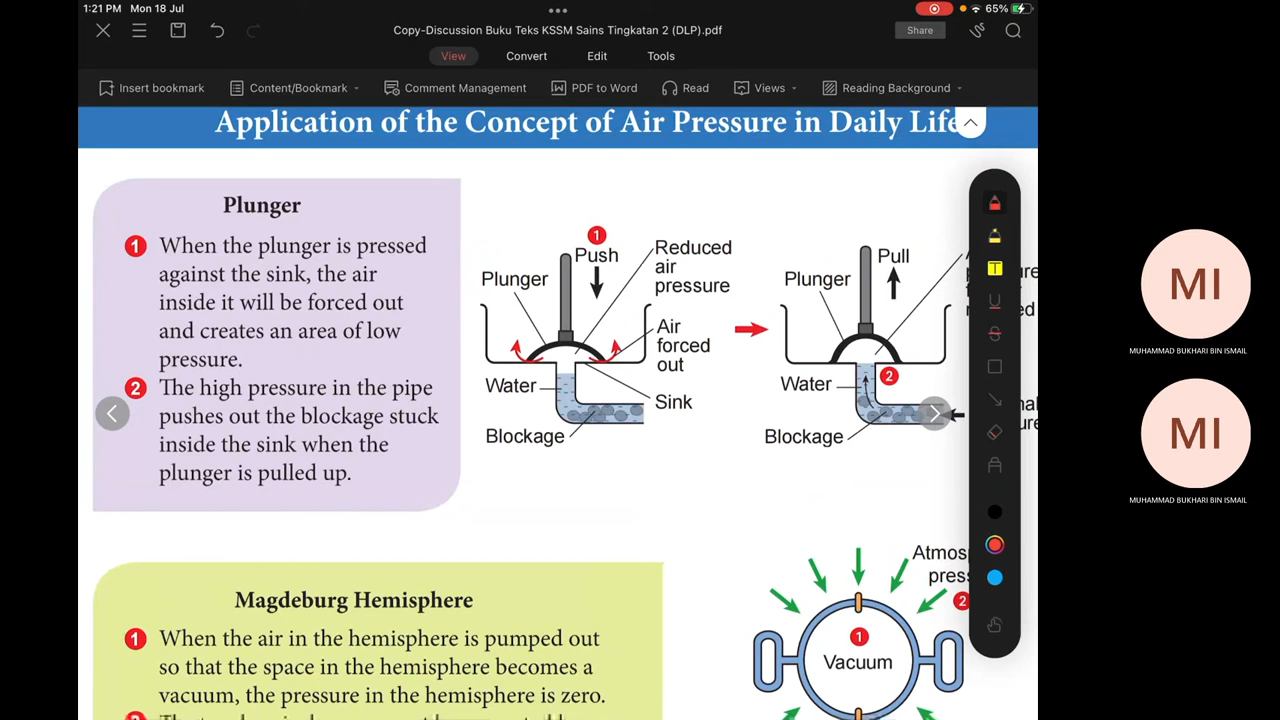 1:21 PM Mon 18 Jul
65%
Copy-Discussion Buku Teks KSSM Sains Tingkatan 2 (DLP).pdf
Share
View Convert Edit Tools
Insert bookmark Content/Bookmark Comment Management PDF to Word Read Views Reading Background
Application of the Concept of Air Pressure in Daily Life
Plunger
1 When the plunger is pressed
against the sink, the air
inside it will be forced out
and creates an area of low
pressure.
2 The high pressure in the pipe
pushes out the blockage stuck
inside the sink when the
plunger is pulled up.
1
Push
Plunger
Reduced
air
pressure
Air
forced
out
Water
Sink
Blockage
Pull
Plunger
2
Water
Blockage
T
U
S
Magdeburg Hemisphere
1 When the air in the hemisphere is pumped out
so that the space in the hemisphere becomes a
vacuum, the pressure in the hemisphere is zero.
2
1
Vacuum
MI
MUHAMMAD BUKHARI BIN ISMAIL
MI
MUHAMMAD BUKHARI BIN ISMAIL